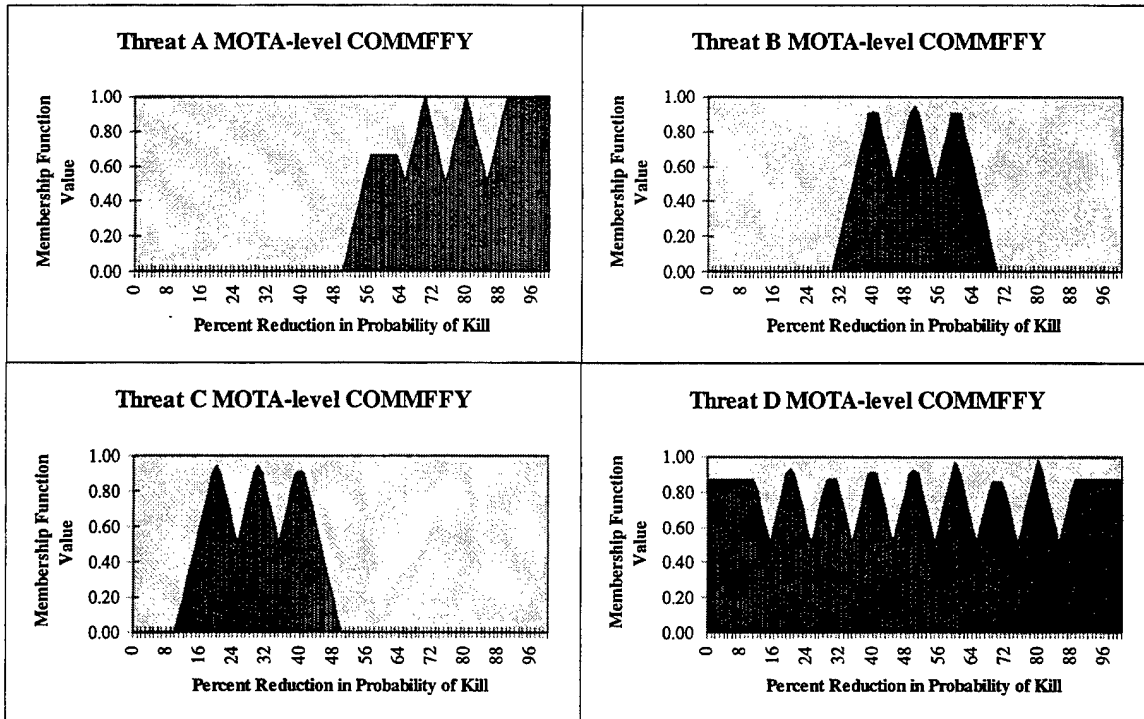 Threat A MOTA-level COMMFFY
Membership Function
Value
1.00
0.80
0.60
0.40
0.20
0.00
0 8 16 24 32 40 48 56 64 72 80 88 96
Percent Reduction in Probability of Kill
Threat B MOTA-level COMMFFY
Membership Function
Value
1.00
0.80
0.60
0.40
0.20
0.00
0 8 16 24 32 40 48 56 64 72 80 88 96
Percent Reduction in Probability of Kill
Threat C MOTA-level COMMFFY
Membership Function
Value
1.00
0.80
0.60
0.40
0.20
0.00
0 8 16 24 32 40 48 56 64 72 80 88 96
Percent Reduction in Probability of Kill
Threat D MOTA-level COMMFFY
Membership Function
Value
1.00
0.80
0.60
0.40
0.20
0.00
0 8 16 24 32 40 48 56 64 72 80 88 96
Percent Reduction in Probability of Kill